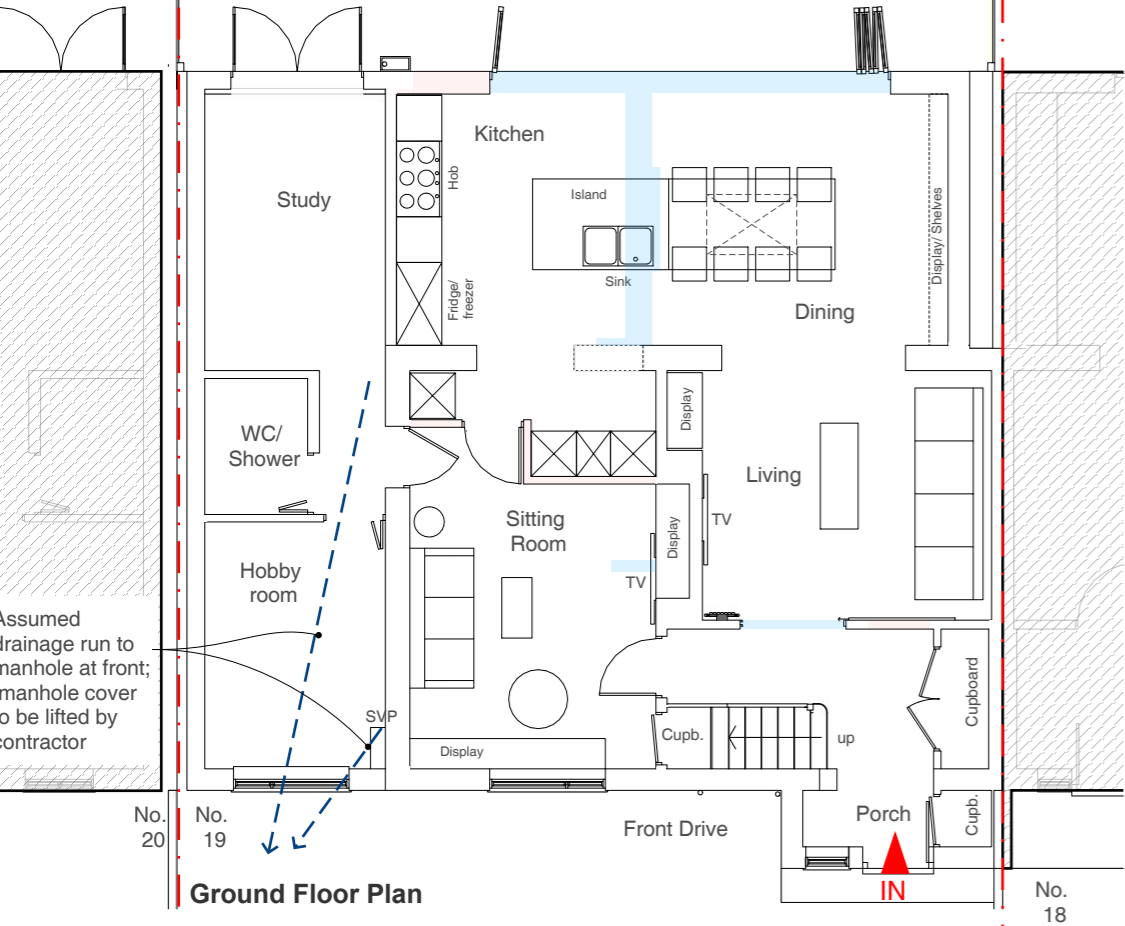 Kitchen
Study
Hob
Island
Display/ Shelves
Fridge/
freezer
Sink
Dining
WC/
Shower
Display
Living
Sitting
Room
TV
Display
TV
Hobby
room
Assumed
drainage run to
manhole at front;
manhole cover
to be lifted by
contractor
SVP
Cupboard
Cupb.
up
Display
No.
20
No.
19
Front Drive
Porch
Cupb.
IN
Ground Floor Plan
No.
18